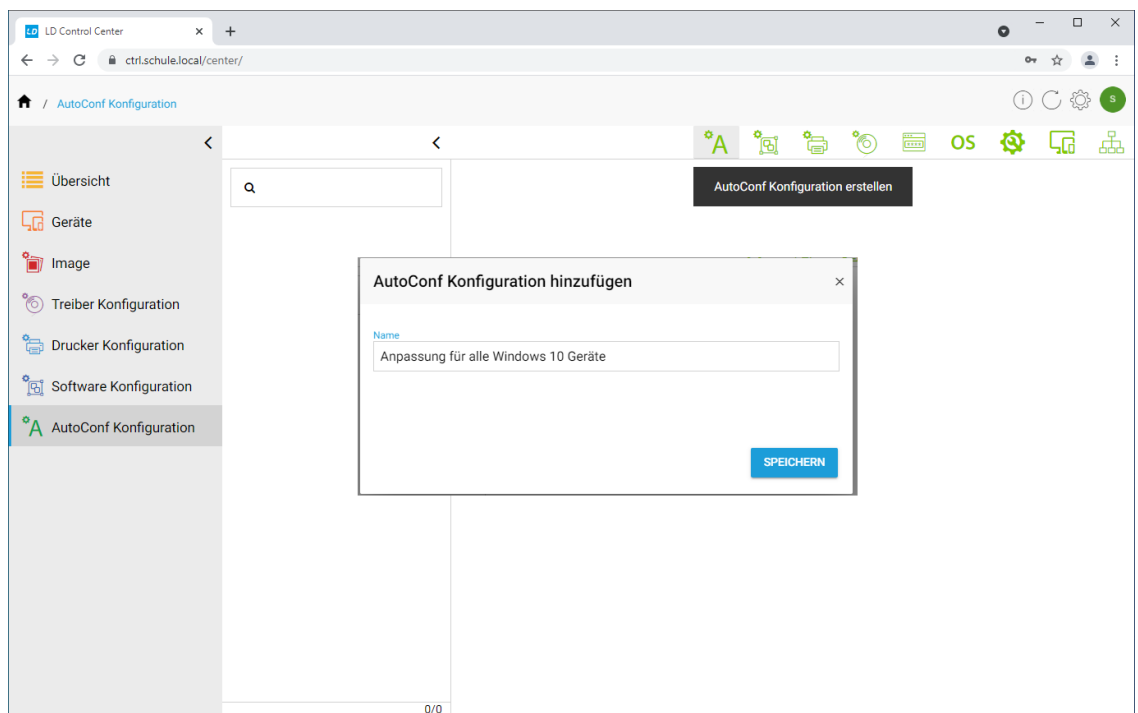 LD LD Control Center
ctrl.schule.local/center/
/ AutoConf Konfiguration
S
A OS
AutoConf Konfiguration erstellen
Übersicht
Geräte
Image
Treiber Konfiguration
Drucker Konfiguration
Software Konfiguration
A AutoConf Konfiguration
AutoConf Konfiguration hinzufügen
Name
Anpassung für alle Windows 10 Geräte
SPEICHERN
0/0